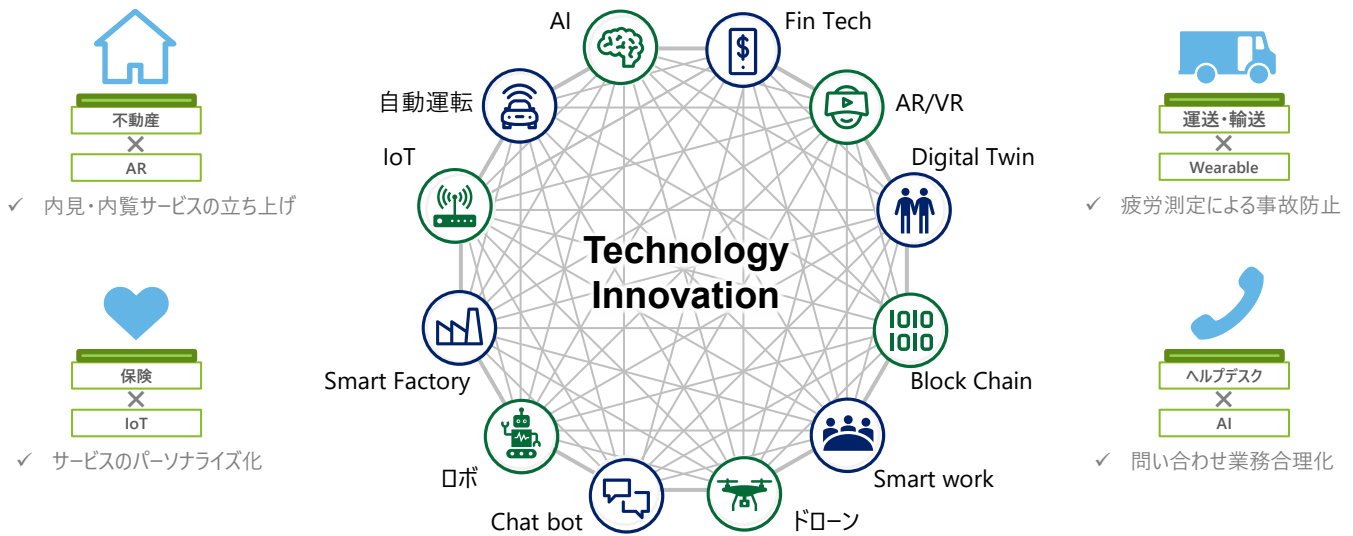 不動産
×
AR
✓ 内見・内覧サービスの立ち上げ
保険
×
IoT
✓ サービスのパーソナライズ化
AI
Fin Tech
自動運転
AR/VR
IoT
Digital Twin
$
Technology
Innovation
1010
1010
Smart Factory
Block Chain
ロボ
Smart work
Chat bot
ドローン
運送・輸送
×
Wearable
✓ 疲労測定による事故防止
ヘルプデスク
×
AI
✓ 問い合わせ業務合理化